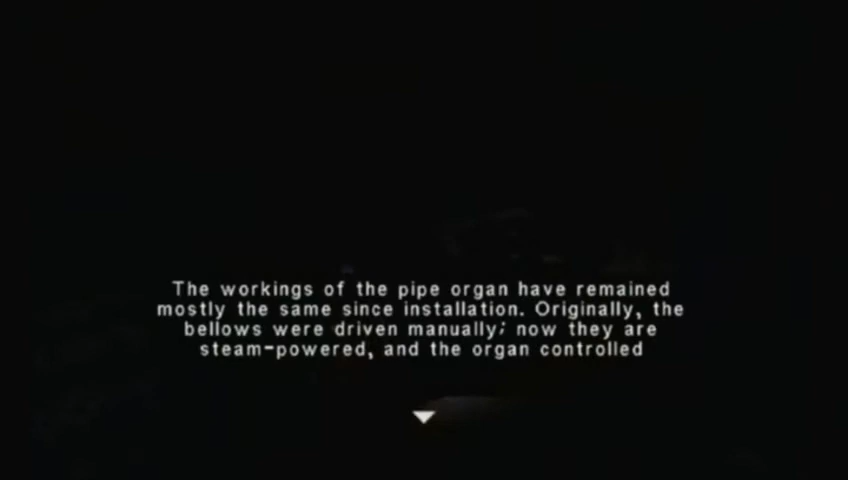 The workings of the pipe organ have remained
mostly the same since installation. Originally, the
bellows were driven manually; now they are
steam-powered, and the organ controlled